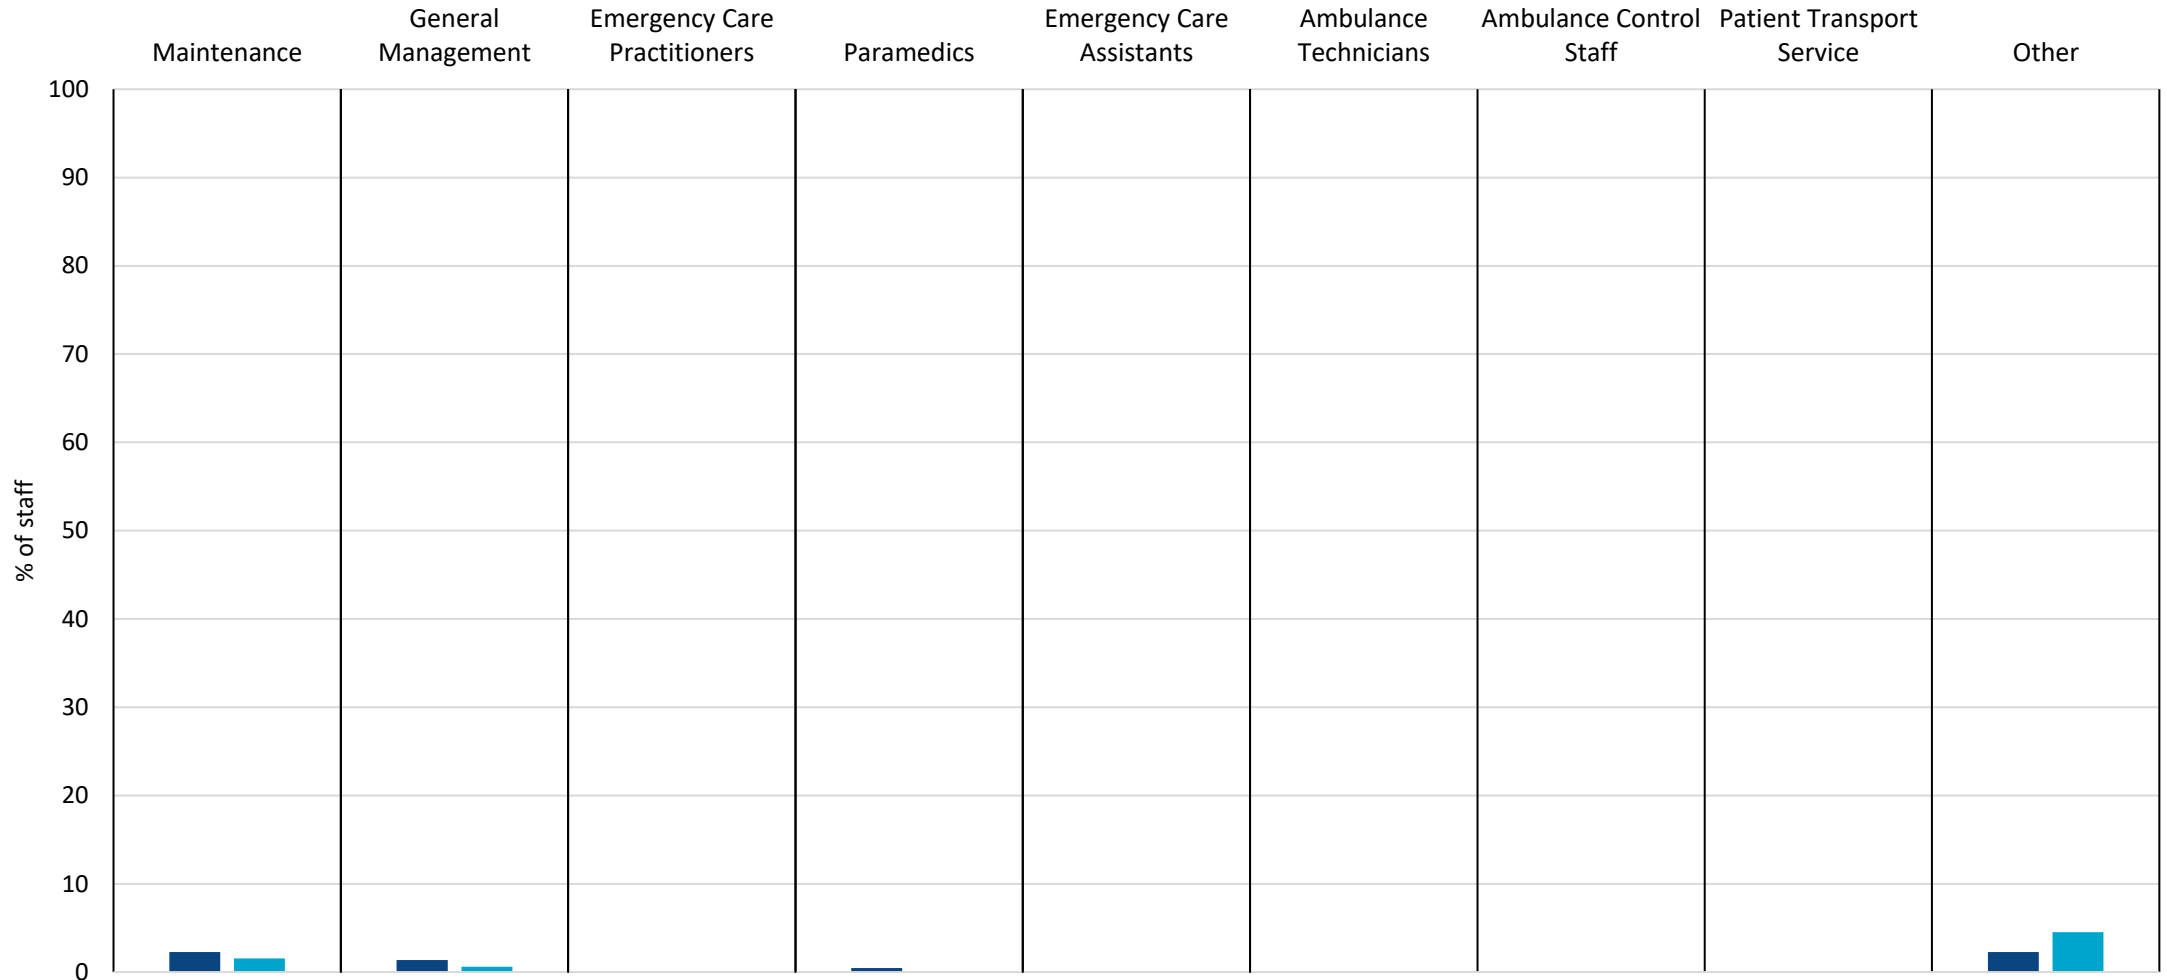 General
Emergency Care
Emergency Care
Ambulance
Ambulance Control
Patient Transport
Maintenance
Management
Practitioners
Paramedics
Assistants
Technicians
Staff
Service
Other
100
90
80
70
60
50
40
30
20
10
0
% of staff